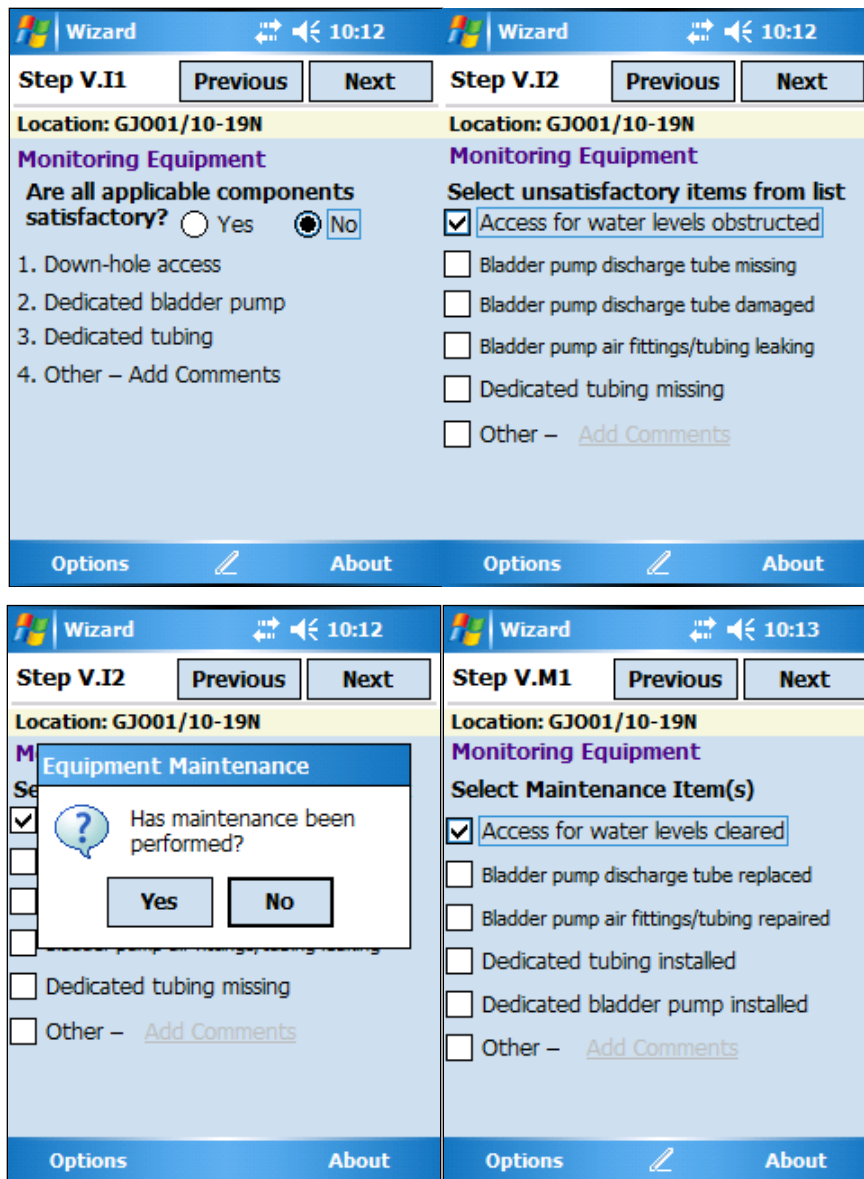 Wizard 10:12
Step V.I1 Previous Next
Location: GJO01/10-19N
Monitoring Equipment
Are all applicable components
satisfactory? Yes No
1. Down-hole access
2. Dedicated bladder pump
3. Dedicated tubing
4. Other – Add Comments
Options About
Wizard 10:12
Step V.I2 Previous Next
Location: GJO01/10-19N
Monitoring Equipment
Select unsatisfactory items from list
Access for water levels obstructed
Bladder pump discharge tube missing
Bladder pump discharge tube damaged
Bladder pump air fittings/tubing leaking
Dedicated tubing missing
Other – Add Comments
Options About
Wizard 10:12
Step V.I2 Previous Next
Location: GJO01/10-19N
M
Equipment Maintenance
Se
Has maintenance been
performed?
Yes No
Bladder pump air fittings/tubing leaking
Dedicated tubing missing
Other – Add Comments
Options About
Wizard 10:13
Step V.M1 Previous Next
Location: GJO01/10-19N
Monitoring Equipment
Select Maintenance Item(s)
Access for water levels cleared
Bladder pump discharge tube replaced
Bladder pump air fittings/tubing repaired
Dedicated tubing installed
Dedicated bladder pump installed
Other – Add Comments
Options About